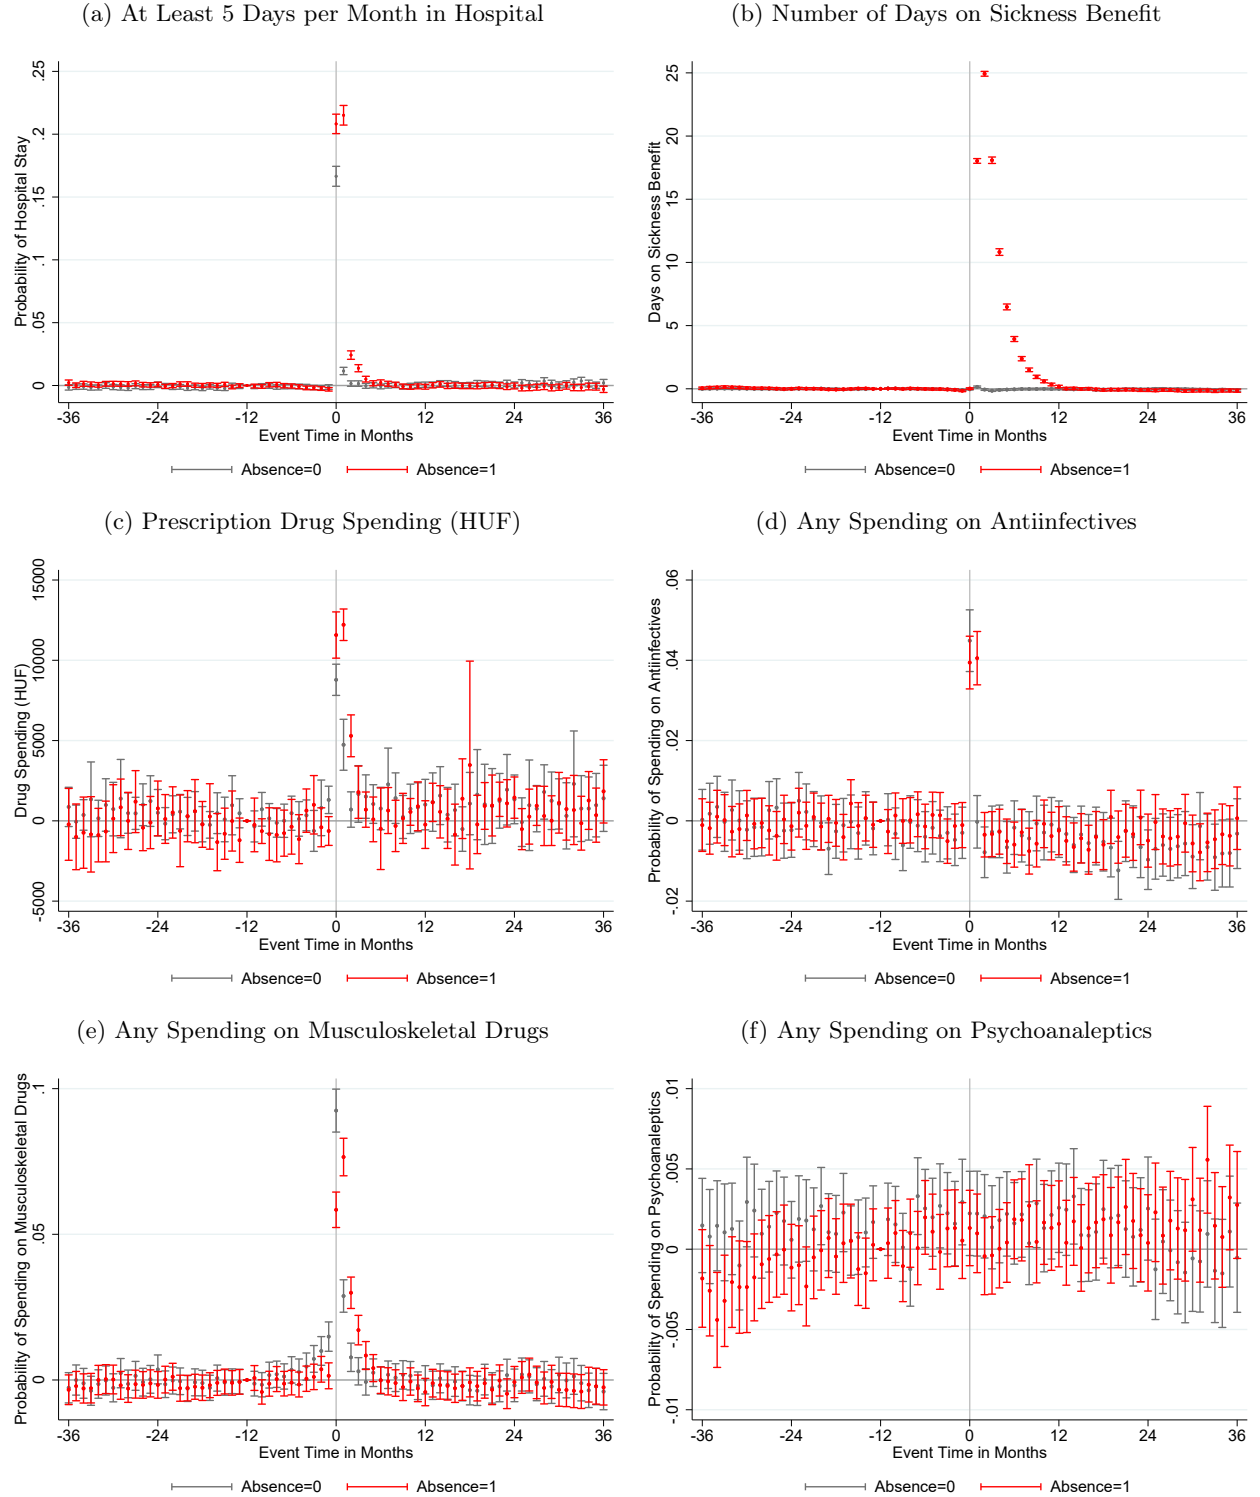 (a) At Least 5 Days per Month in Hospital
Probability of Hospital Stay
.25
.2
.15
.1
.05
0
-36 -24 -12 0 12 24 36
Event Time in Months
Absence=0 Absence=1
(b) Number of Days on Sickness Benefit
Days on Sickness Benefit
25
20
15
10
5
0
-36 -24 -12 0 12 24 36
Event Time in Months
Absence=0 Absence=1
(c) Prescription Drug Spending (HUF)
Drug Spending (HUF)
15000
10000
5000
0
-5000
-36 -24 -12 0 12 24 36
Event Time in Months
Absence=0 Absence=1
(d) Any Spending on Antiinfectives
Probability of Spending on Antiinfectives
.06
.04
.02
0
-.02
-36 -24 -12 0 12 24 36
Event Time in Months
Absence=0 Absence=1
(e) Any Spending on Musculoskeletal Drugs
Probability of Spending on Musculoskeletal Drugs
.1
.05
0
-36 -24 -12 0 12 24 36
Event Time in Months
Absence=0 Absence=1
(f) Any Spending on Psychoanaleptics
Probability of Spending on Psychoanaleptics
.01
.005
0
-.005
-.01
-36 -24 -12 0 12 24 36
Event Time in Months
Absence=0 Absence=1